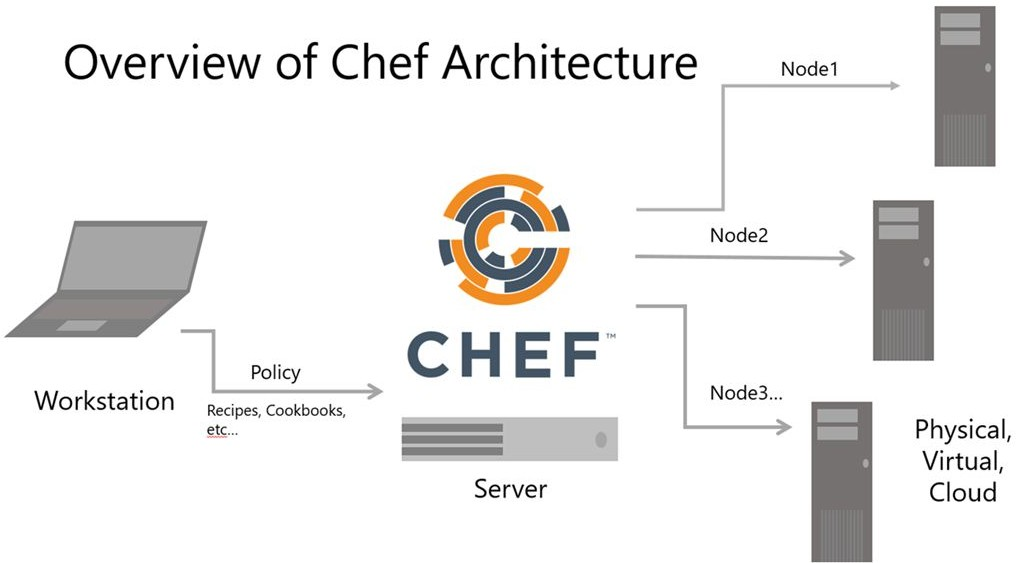 Overview of Chef Architecture
Node1
Node2
CHEF™
Policy
Workstation
Recipes, Cookbooks,
etc...
Node3...
Server
Physical,
Virtual,
Cloud